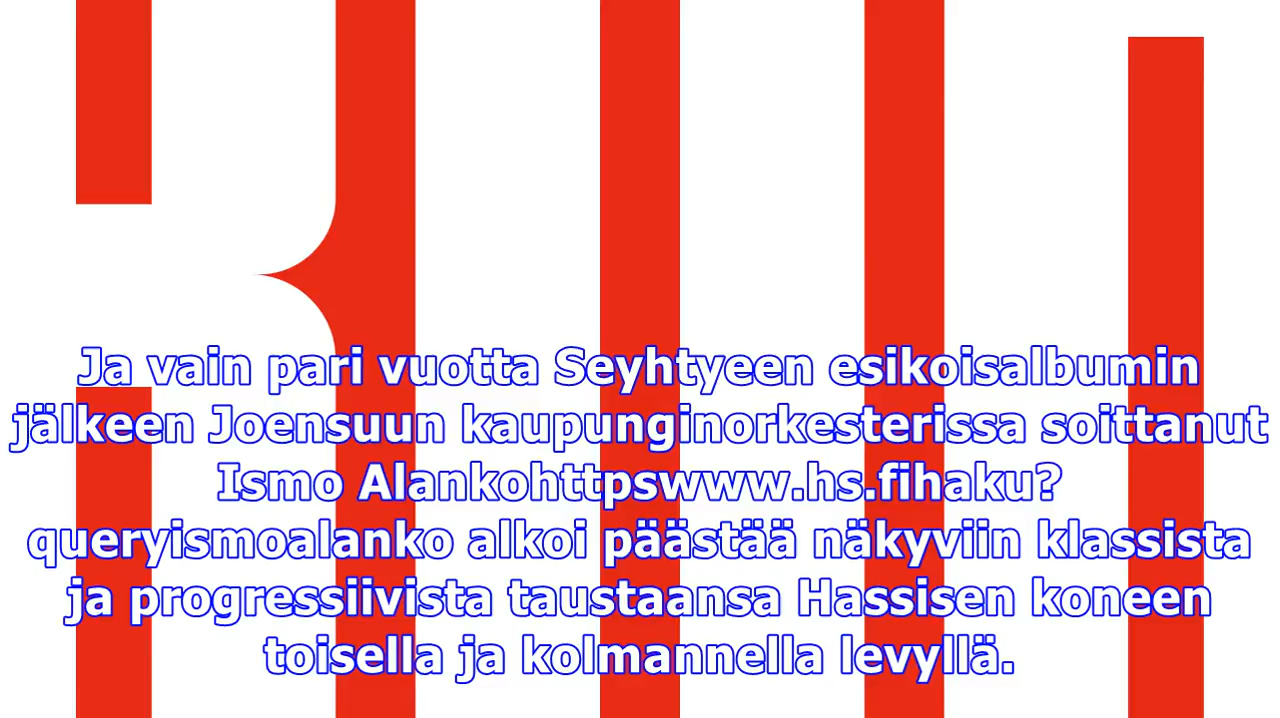 Ja vain pari vuotta Seyhtyeen esikoisalbumin
jälkeen Joensuun kaupunginorkesterissa soittanut
Ismo Alankohttpswww.hs.fihaku?
queryismoalanko alkoi päästää näkyviin klassista
ja progressiivista taustaansa Hassisen koneen
toisella ja kolmannella levyllä.